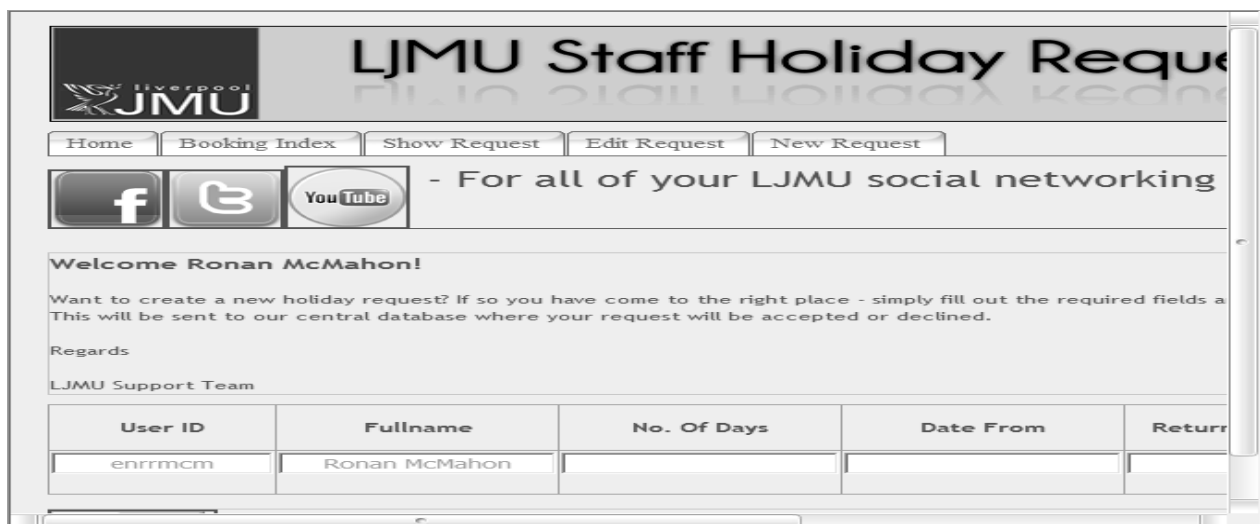 liverpool
JMU
LJMU Staff Holiday Reque
Home Booking Index Show Request Edit Request New Request
f t You Tube - For all of your LJMU social networking
Welcome Ronan McMahon!
Want to create a new holiday request? If so you have come to the right place - simply fill out the required fields a
This will be sent to our central database where your request will be accepted or declined.
Regards
LJMU Support Team
User ID Fullname No. Of Days Date From Return
enrrmcm Ronan McMahon